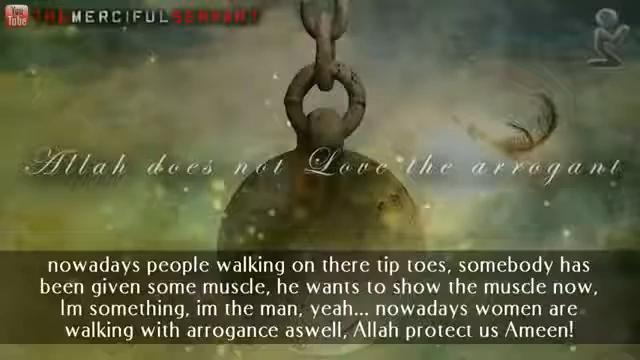 You
Tube
THEMERCIFULSERVANT
Allah does not Love the arrogant
nowadays people walking on there tip toes, somebody has
been given some muscle, he wants to show the muscle now,
Im something, im the man, yeah... nowadays women are
walking with arrogance aswell, Allah protect us Ameen!